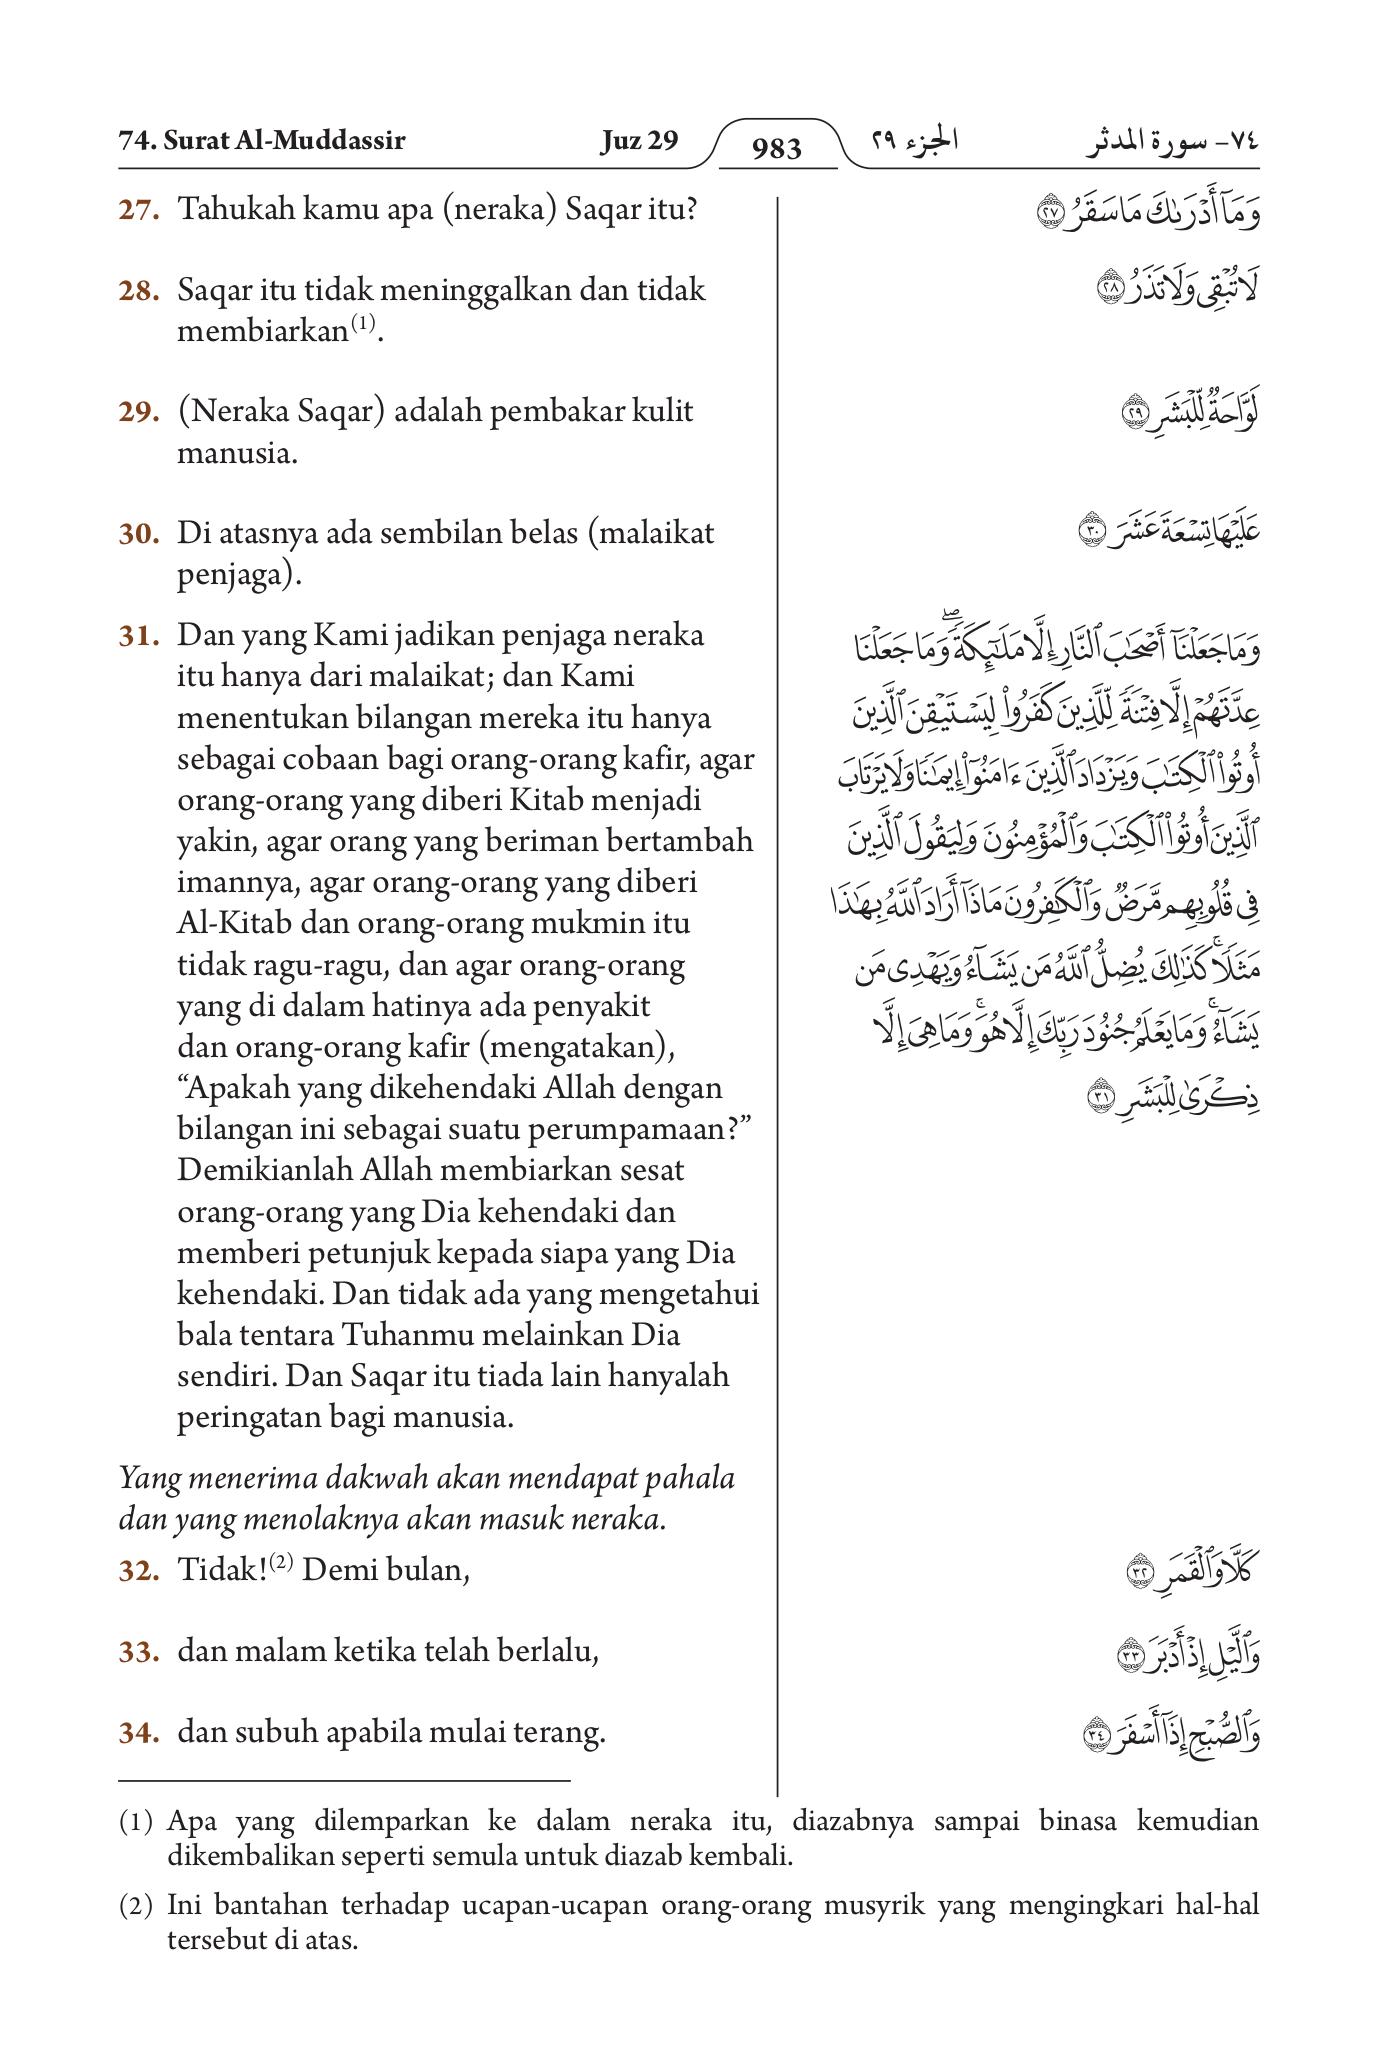 74. Surat Al-Muddassir Juz 29 983 الجزء ٢٩ ٧٤- سورة المدثر
27. Tahukah kamu apa (neraka) Saqar itu?
28. Saqar itu tidak meninggalkan dan tidak
membiarkan(1).
29. (Neraka Saqar) adalah pembakar kulit
manusia.
30. Di atasnya ada sembilan belas (malaikat
penjaga).
31. Dan yang Kami jadikan penjaga neraka
itu hanya dari malaikat; dan Kami
menentukan bilangan mereka itu hanya
sebagai cobaan bagi orang-orang kafir, agar
orang-orang yang diberi Kitab menjadi
yakin, agar orang yang beriman bertambah
imannya, agar orang-orang yang diberi
Al-Kitab dan orang-orang mukmin itu
tidak ragu-ragu, dan agar orang-orang
yang di dalam hatinya ada penyakit
dan orang-orang kafir (mengatakan),
“Apakah yang dikehendaki Allah dengan
bilangan ini sebagai suatu perumpamaan?”
Demikianlah Allah membiarkan sesat
orang-orang yang Dia kehendaki dan
memberi petunjuk kepada siapa yang Dia
kehendaki. Dan tidak ada yang mengetahui
bala tentara Tuhanmu melainkan Dia
sendiri. Dan Saqar itu tiada lain hanyalah
peringatan bagi manusia.
Yang menerima dakwah akan mendapat pahala
dan yang menolaknya akan masuk neraka.
32. Tidak!(2) Demi bulan,
33. dan malam ketika telah berlalu,
34. dan subuh apabila mulai terang.
وَمَآ أَدْرَىٰكَ مَا سَقَرُ ٢٧
لَا تُبْقِى وَلَا تَذَرُ ٢٨
لَوَّاحَةٌ لِّلْبَشَرِ ٢٩
عَلَيْهَا تِسْعَةَ عَشَرَ ٣٠
وَمَا جَعَلْنَآ أَصْحَٰبَ ٱلنَّارِ إِلَّا مَلَٰٓئِكَةً ۖ وَمَا جَعَلْنَا
عِدَّتَهُمْ إِلَّا فِتْنَةً لِّلَّذِينَ كَفَرُوا۟ لِيَسْتَيْقِنَ ٱلَّذِينَ
أُوتُوا۟ ٱلْكِتَٰبَ وَيَزْدَادَ ٱلَّذِينَ ءَامَنُوٓا۟ إِيمَٰنًا وَلَا يَرْتَابَ
ٱلَّذِينَ أُوتُوا۟ ٱلْكِتَٰبَ وَٱلْمُؤْمِنُونَ وَلِيَقُولَ ٱلَّذِينَ
فِى قُلُوبِهِم مَّرَضٌ وَٱلْكَٰفِرُونَ مَاذَآ أَرَادَ ٱللَّهُ بِهَٰذَا
مَثَلًا ۚ كَذَٰلِكَ يُضِلُّ ٱللَّهُ مَن يَشَآءُ وَيَهْدِى مَن
يَشَآءُ ۚ وَمَا يَعْلَمُ جُنُودَ رَبِّكَ إِلَّا هُوَ ۚ وَمَا هِىَ إِلَّا
ذِكْرَىٰ لِلْبَشَرِ ٣١
كَلَّا وَٱلْقَمَرِ ٣٢
وَٱلَّيْلِ إِذْ أَدْبَرَ ٣٣
وَٱلصُّبْحِ إِذَآ أَسْفَرَ ٣٤
(1) Apa yang dilemparkan ke dalam neraka itu, diazabnya sampai binasa kemudian
dikembalikan seperti semula untuk diazab kembali.
(2) Ini bantahan terhadap ucapan-ucapan orang-orang musyrik yang mengingkari hal-hal
tersebut di atas.